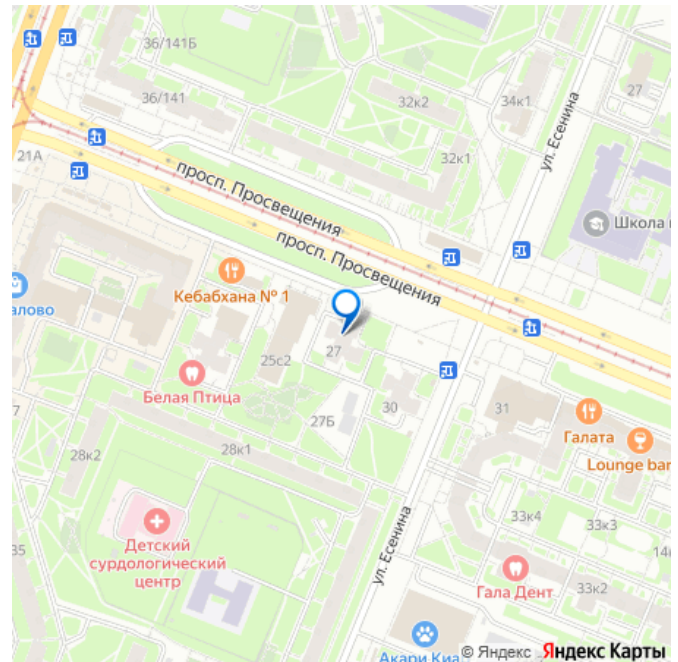 36/141Б
36/141
32к2
34к1
27
ул. Есенина
32к1
21А
просп. Просвещения
просп. Просвещения
Школа
Кебабхана № 1
алово
25с2
27
Белая Птица
27Б
30
31
Галата
Lounge bar
28к2
28к1
33к4
33к3
35
Детский
сурдологический
центр
ул. Есенина
14
Гала Дент
33к2
Акари Киа
© Яндекс Яндекс Карты